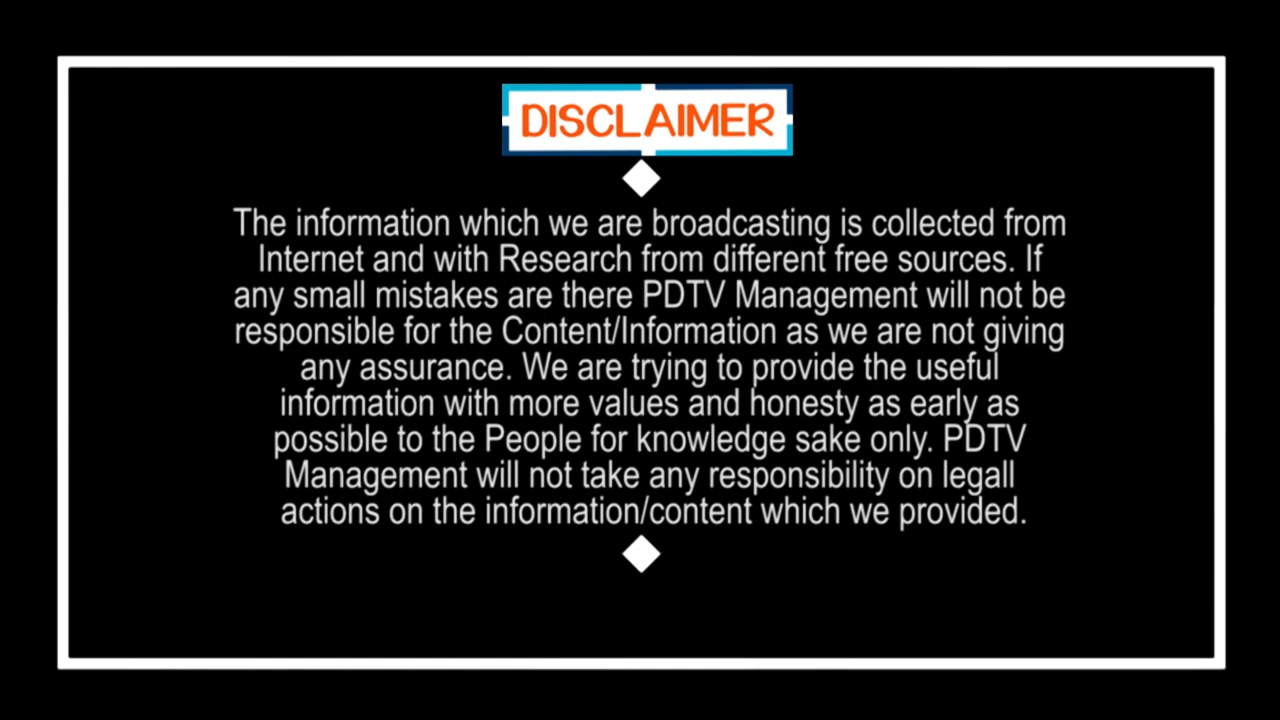 DISCLAIMER
The information which we are broadcasting is collected from
Internet and with Research from different free sources. If
any small mistakes are there PDTV Management will not be
responsible for the Content/Information as we are not giving
any assurance. We are trying to provide the useful
information with more values and honesty as early as
possible to the People for knowledge sake only. PDTV
Management will not take any responsibility on legall
actions on the information/content which we provided.